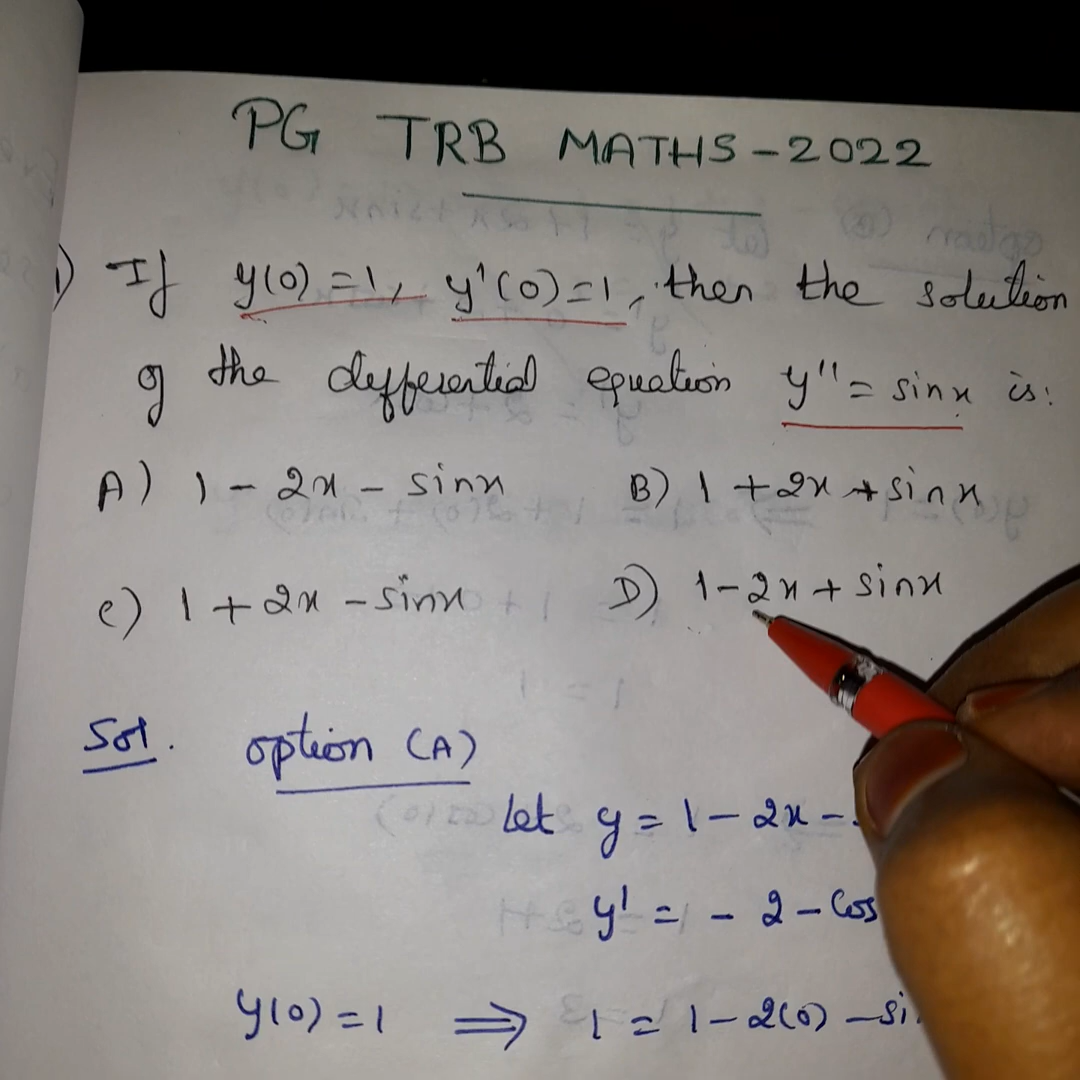 PG TRB MATHS-2022
1) If y(0)=1, y'(0)=1, then the solution
of the differential equation y''=sinx is:
A) 1-2x-sinx B) 1+2x+sinx
C) 1+2x-sinx D) 1-2x+sinx
Sol. option (A)
Let y=1-2x-
y'=-2-Cos
y(0)=1 ⟹ 1=1-2(0)-si